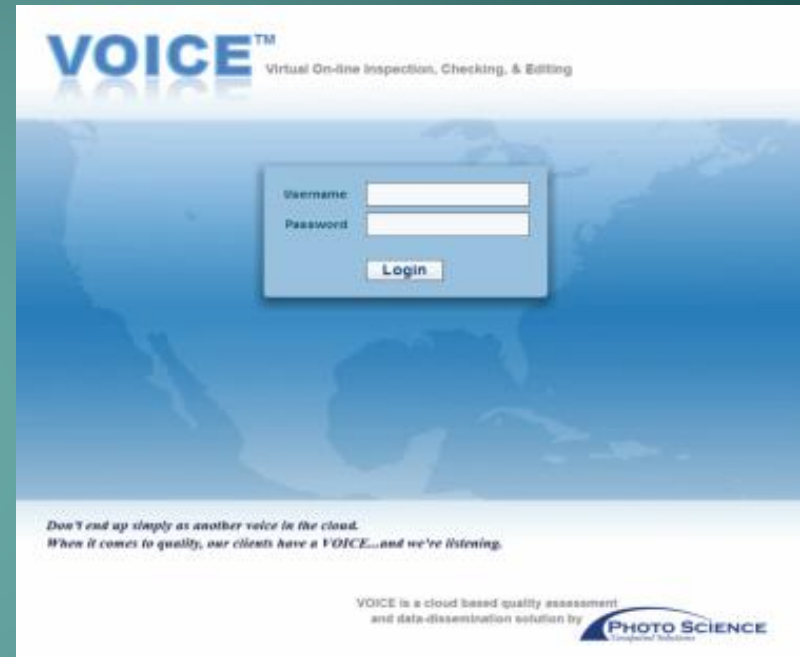 VOICE™
Virtual On-line Inspection, Checking, & Editing
Username
Password
Login
Don't end up simply as another voice in the cloud.
When it comes to quality, our clients have a VOICE...and we're listening.
VOICE is a cloud based quality assessment
and data-dissemination solution by
PHOTO SCIENCE
Geospatial Solutions